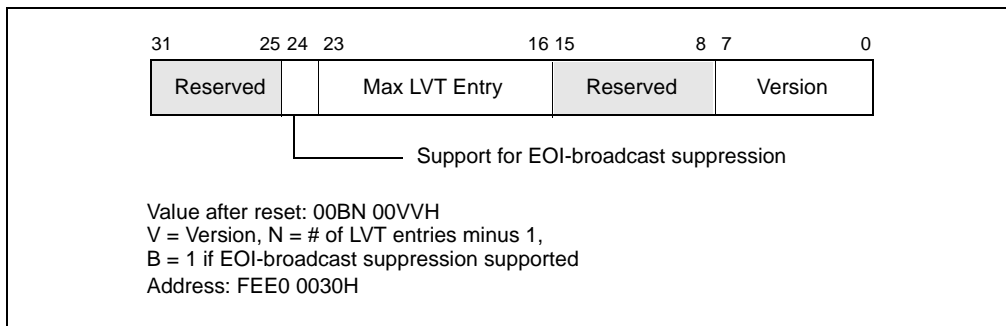 31 25 24 23 16 15 8 7 0
Reserved Max LVT Entry Reserved Version
Support for EOI-broadcast suppression
Value after reset: 00BN 00VVH
V = Version, N = # of LVT entries minus 1,
B = 1 if EOI-broadcast suppression supported
Address: FEE0 0030H